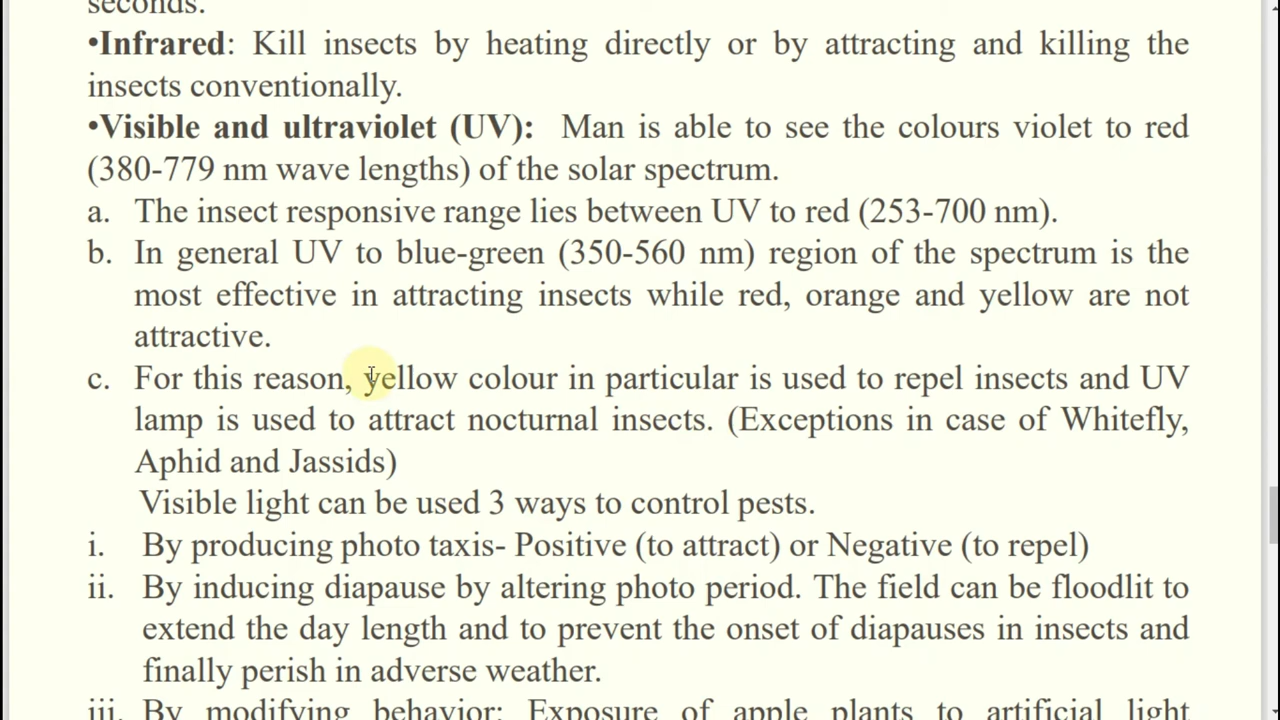 seconds.
•Infrared: Kill insects by heating directly or by attracting and killing the
insects conventionally.
•Visible and ultraviolet (UV): Man is able to see the colours violet to red
(380-779 nm wave lengths) of the solar spectrum.
a. The insect responsive range lies between UV to red (253-700 nm).
b. In general UV to blue-green (350-560 nm) region of the spectrum is the
most effective in attracting insects while red, orange and yellow are not
attractive.
c. For this reason, yellow colour in particular is used to repel insects and UV
lamp is used to attract nocturnal insects. (Exceptions in case of Whitefly,
Aphid and Jassids)
Visible light can be used 3 ways to control pests.
i. By producing photo taxis- Positive (to attract) or Negative (to repel)
ii. By inducing diapause by altering photo period. The field can be floodlit to
extend the day length and to prevent the onset of diapauses in insects and
finally perish in adverse weather.
iii. By modifying behavior: Exposure of apple plants to artificial light